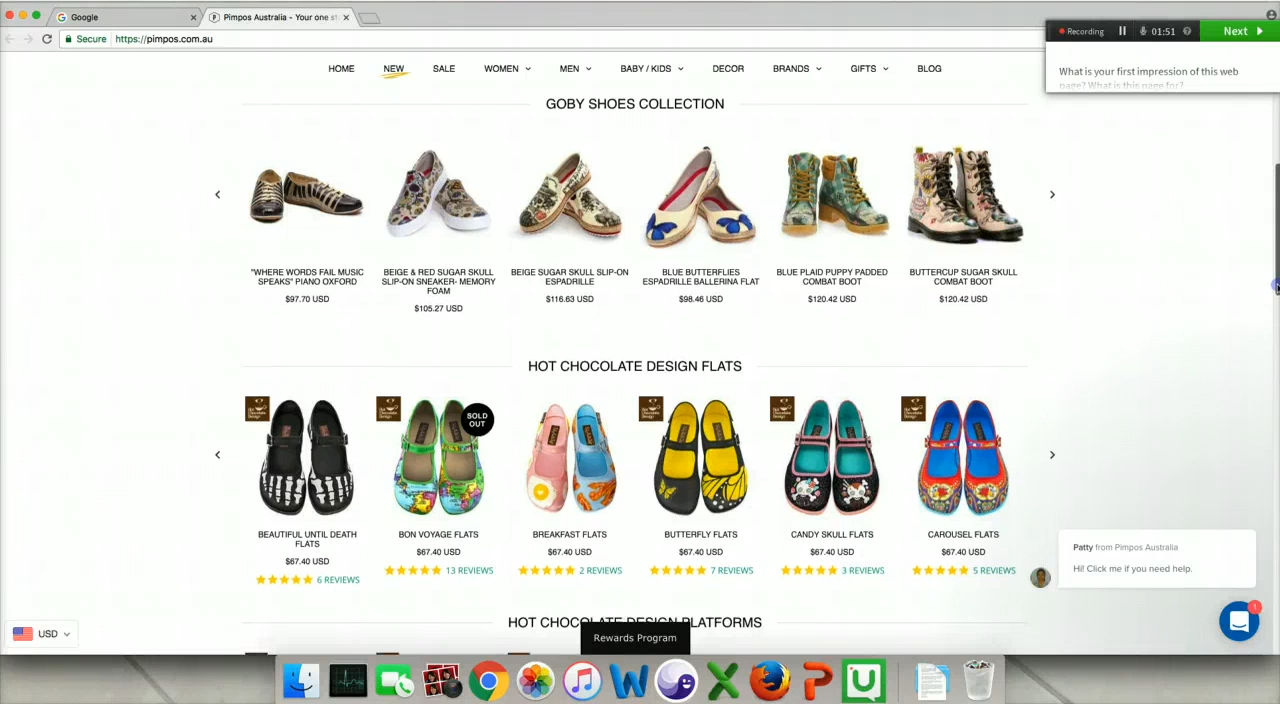 Google
Pimpos Australia - Your one st
Secure
https://pimpos.com.au
Recording
01:51
Next
What is your first impression of this web
page? What is this page for?
HOME
NEW
SALE
WOMEN
MEN
BABY / KIDS
DECOR
BRANDS
GIFTS
BLOG
GOBY SHOES COLLECTION
"WHERE WORDS FAIL MUSIC
SPEAKS" PIANO OXFORD
$97.70 USD
BEIGE & RED SUGAR SKULL
SLIP-ON SNEAKER- MEMORY
FOAM
$105.27 USD
BEIGE SUGAR SKULL SLIP-ON
ESPADRILLE
$116.63 USD
BLUE BUTTERFLIES
ESPADRILLE BALLERINA FLAT
$98.46 USD
BLUE PLAID PUPPY PADDED
COMBAT BOOT
$120.42 USD
BUTTERCUP SUGAR SKULL
COMBAT BOOT
$120.42 USD
HOT CHOCOLATE DESIGN FLATS
SOLD
OUT
BEAUTIFUL UNTIL DEATH
FLATS
$67.40 USD
6 REVIEWS
BON VOYAGE FLATS
$67.40 USD
13 REVIEWS
BREAKFAST FLATS
$67.40 USD
2 REVIEWS
BUTTERFLY FLATS
$67.40 USD
7 REVIEWS
CANDY SKULL FLATS
$67.40 USD
3 REVIEWS
CAROUSEL FLATS
$67.40 USD
5 REVIEWS
Patty from Pimpos Australia
Hi! Click me if you need help.
1
HOT CHOCOLATE DESIGN PLATFORMS
USD
Rewards Program